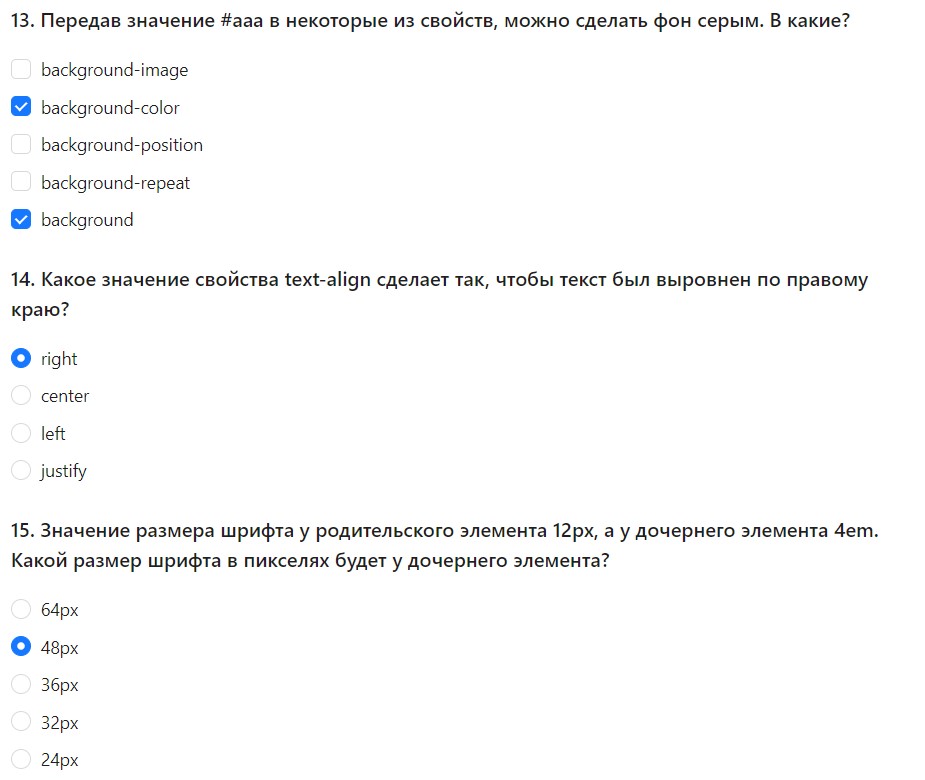 13. Передав значение #aaa в некоторые из свойств, можно сделать фон серым. В какие?
background-image
background-color
background-position
background-repeat
background
14. Какое значение свойства text-align сделает так, чтобы текст был выровнен по правому
краю?
right
center
left
justify
15. Значение размера шрифта у родительского элемента 12px, а у дочернего элемента 4em.
Какой размер шрифта в пикселях будет у дочернего элемента?
64px
48px
36px
32px
24px